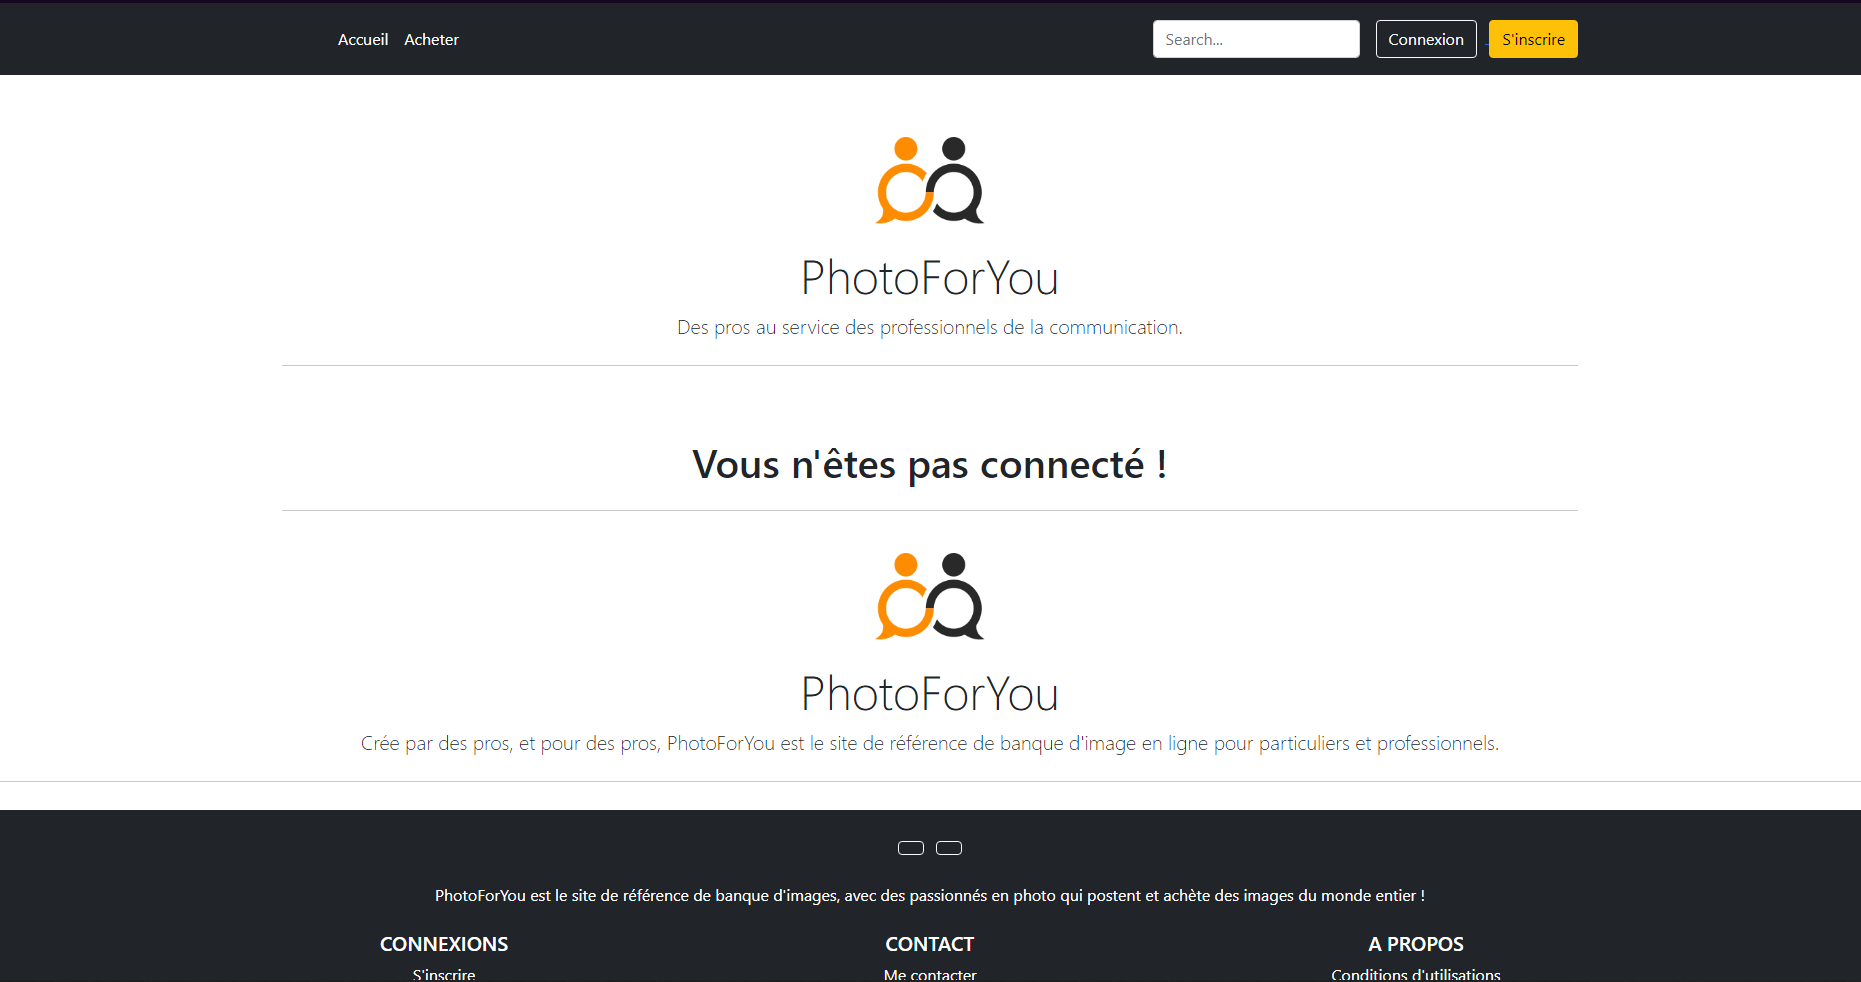 Accueil Acheter Search... Connexion S'inscrire
PhotoForYou
Des pros au service des professionnels de la communication.
Vous n'êtes pas connecté !
PhotoForYou
Crée par des pros, et pour des pros, PhotoForYou est le site de référence de banque d'image en ligne pour particuliers et professionnels.
PhotoForYou est le site de référence de banque d'images, avec des passionnés en photo qui postent et achète des images du monde entier !
CONNEXIONS CONTACT A PROPOS
S'inscrire Me contacter Conditions d'utilisations